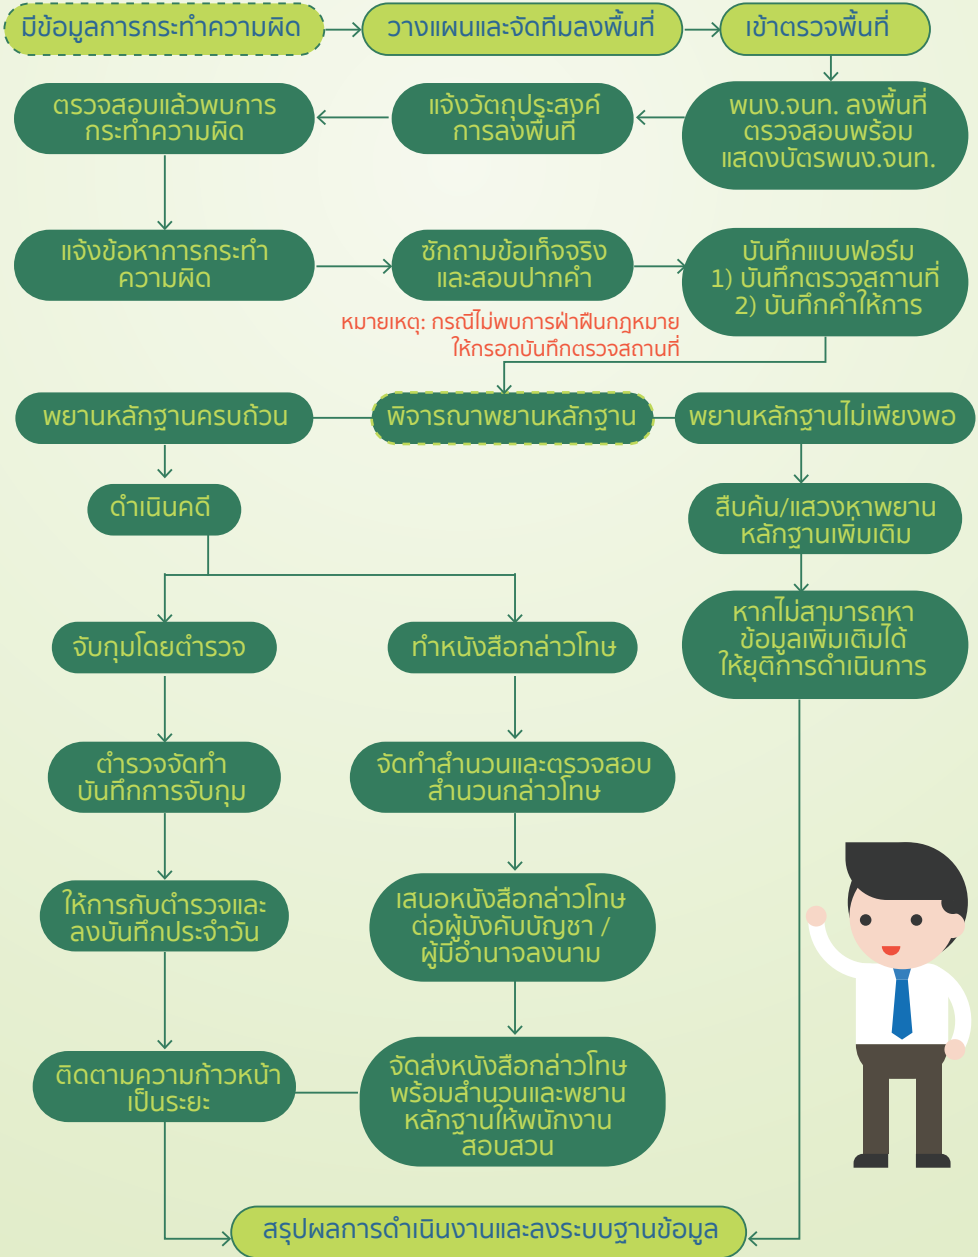 มีข้อมูลการกระทำความผิด
วางแผนและจัดทีมลงพื้นที่
เข้าตรวจพื้นที่
พนง.จนท. ลงพื้นที่
ตรวจสอบพร้อม
แสดงบัตรพนง.จนท.
แจ้งวัตถุประสงค์
การลงพื้นที่
ตรวจสอบแล้วพบการ
กระทำความผิด
แจ้งข้อหาการกระทำ
ความผิด
ซักถามข้อเท็จจริง
และสอบปากคำ
บันทึกแบบฟอร์ม
1) บันทึกตรวจสถานที่
2) บันทึกคำให้การ
หมายเหตุ: กรณีไม่พบการฝ่าฝืนกฎหมาย
ให้กรอกบันทึกตรวจสถานที่
พยานหลักฐานครบถ้วน
พิจารณาพยานหลักฐาน
พยานหลักฐานไม่เพียงพอ
ดำเนินคดี
สืบค้น/แสวงหาพยาน
หลักฐานเพิ่มเติม
จับกุมโดยตำรวจ
ทำหนังสือกล่าวโทษ
หากไม่สามารถหา
ข้อมูลเพิ่มเติมได้
ให้ยุติการดำเนินการ
ตำรวจจัดทำ
บันทึกการจับกุม
จัดทำสำนวนและตรวจสอบ
สำนวนกล่าวโทษ
ให้การกับตำรวจและ
ลงบันทึกประจำวัน
เสนอหนังสือกล่าวโทษ
ต่อผู้บังคับบัญชา /
ผู้มีอำนาจลงนาม
ติดตามความก้าวหน้า
เป็นระยะ
จัดส่งหนังสือกล่าวโทษ
พร้อมสำนวนและพยาน
หลักฐานให้พนักงาน
สอบสวน
สรุปผลการดำเนินงานและลงระบบฐานข้อมูล